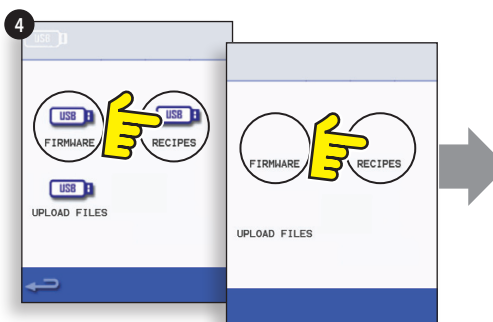 4
USB
USB USB
FIRMWARE RECIPES
USB
UPLOAD FILES
FIRMWARE RECIPES
UPLOAD FILES